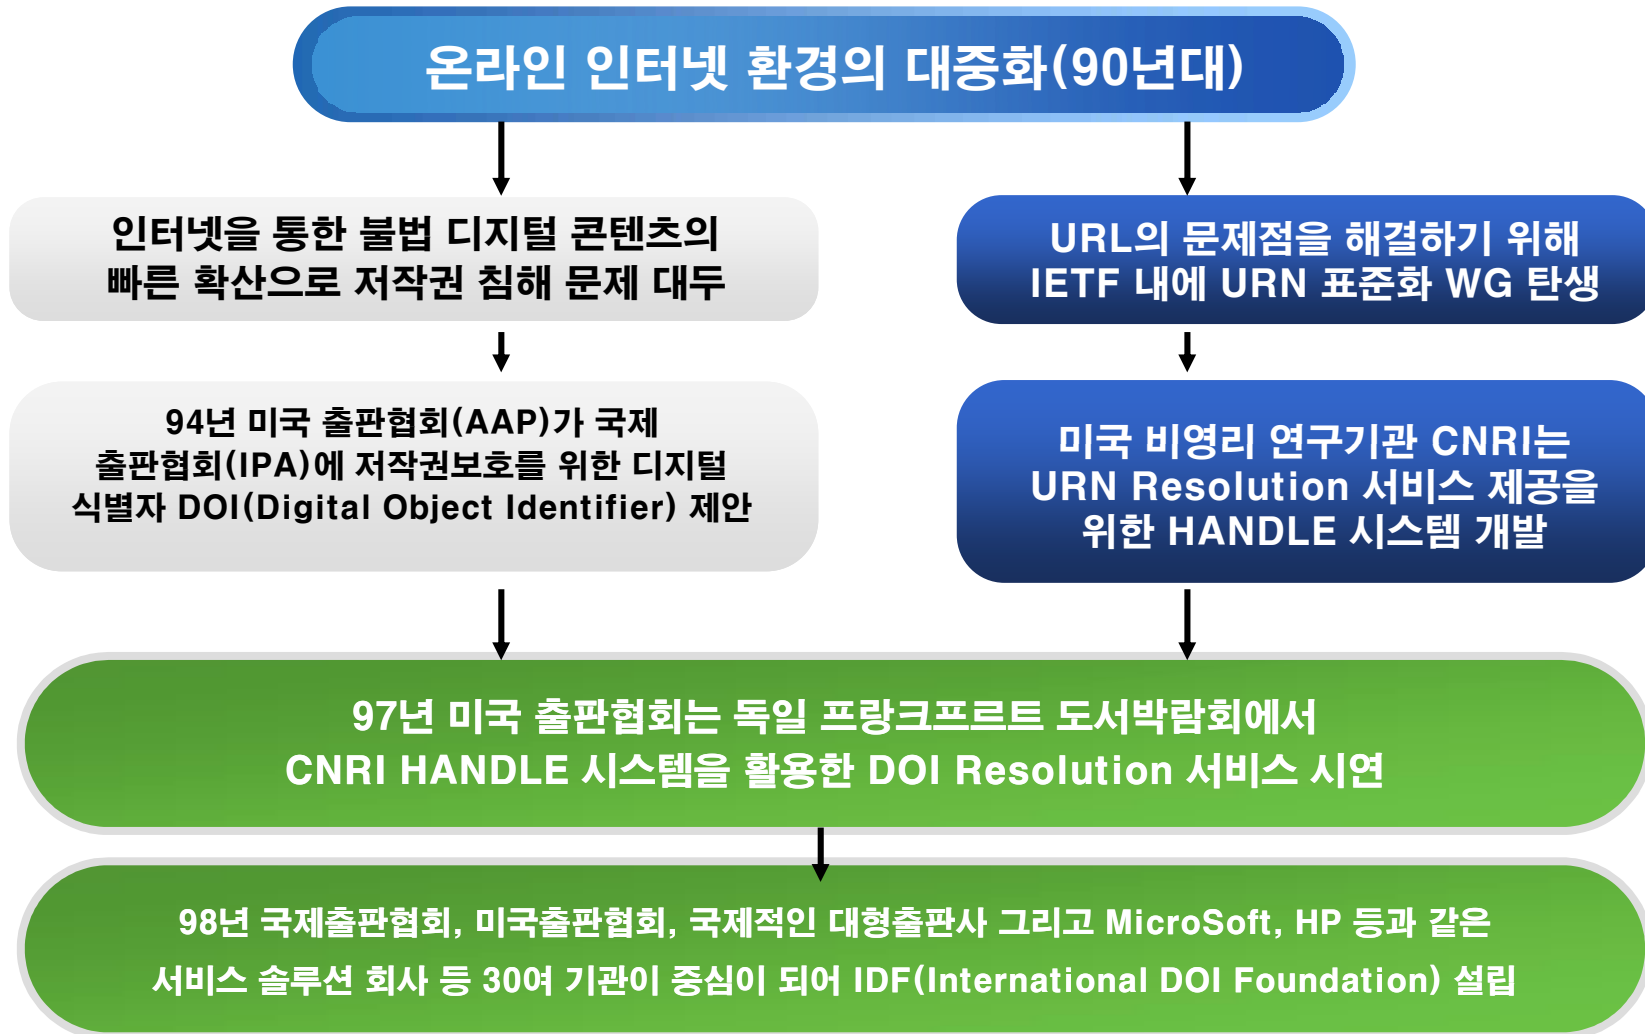 온라인 인터넷 환경의 대중화(90년대)
인터넷을 통한 불법 디지털 콘텐츠의
빠른 확산으로 저작권 침해 문제 대두
94년 미국 출판협회(AAP)가 국제
출판협회(IPA)에 저작권보호를 위한 디지털
식별자 DOI(Digital Object Identifier) 제안
URL의 문제점을 해결하기 위해
IETF 내에 URN 표준화 WG 탄생
미국 비영리 연구기관 CNRI는
URN Resolution 서비스 제공을
위한 HANDLE 시스템 개발
97년 미국 출판협회는 독일 프랑크프르트 도서박람회에서
CNRI HANDLE 시스템을 활용한 DOI Resolution 서비스 시연
98년 국제출판협회, 미국출판협회, 국제적인 대형출판사 그리고 MicroSoft, HP 등과 같은
서비스 솔루션 회사 등 30여 기관이 중심이 되어 IDF(International DOI Foundation) 설립